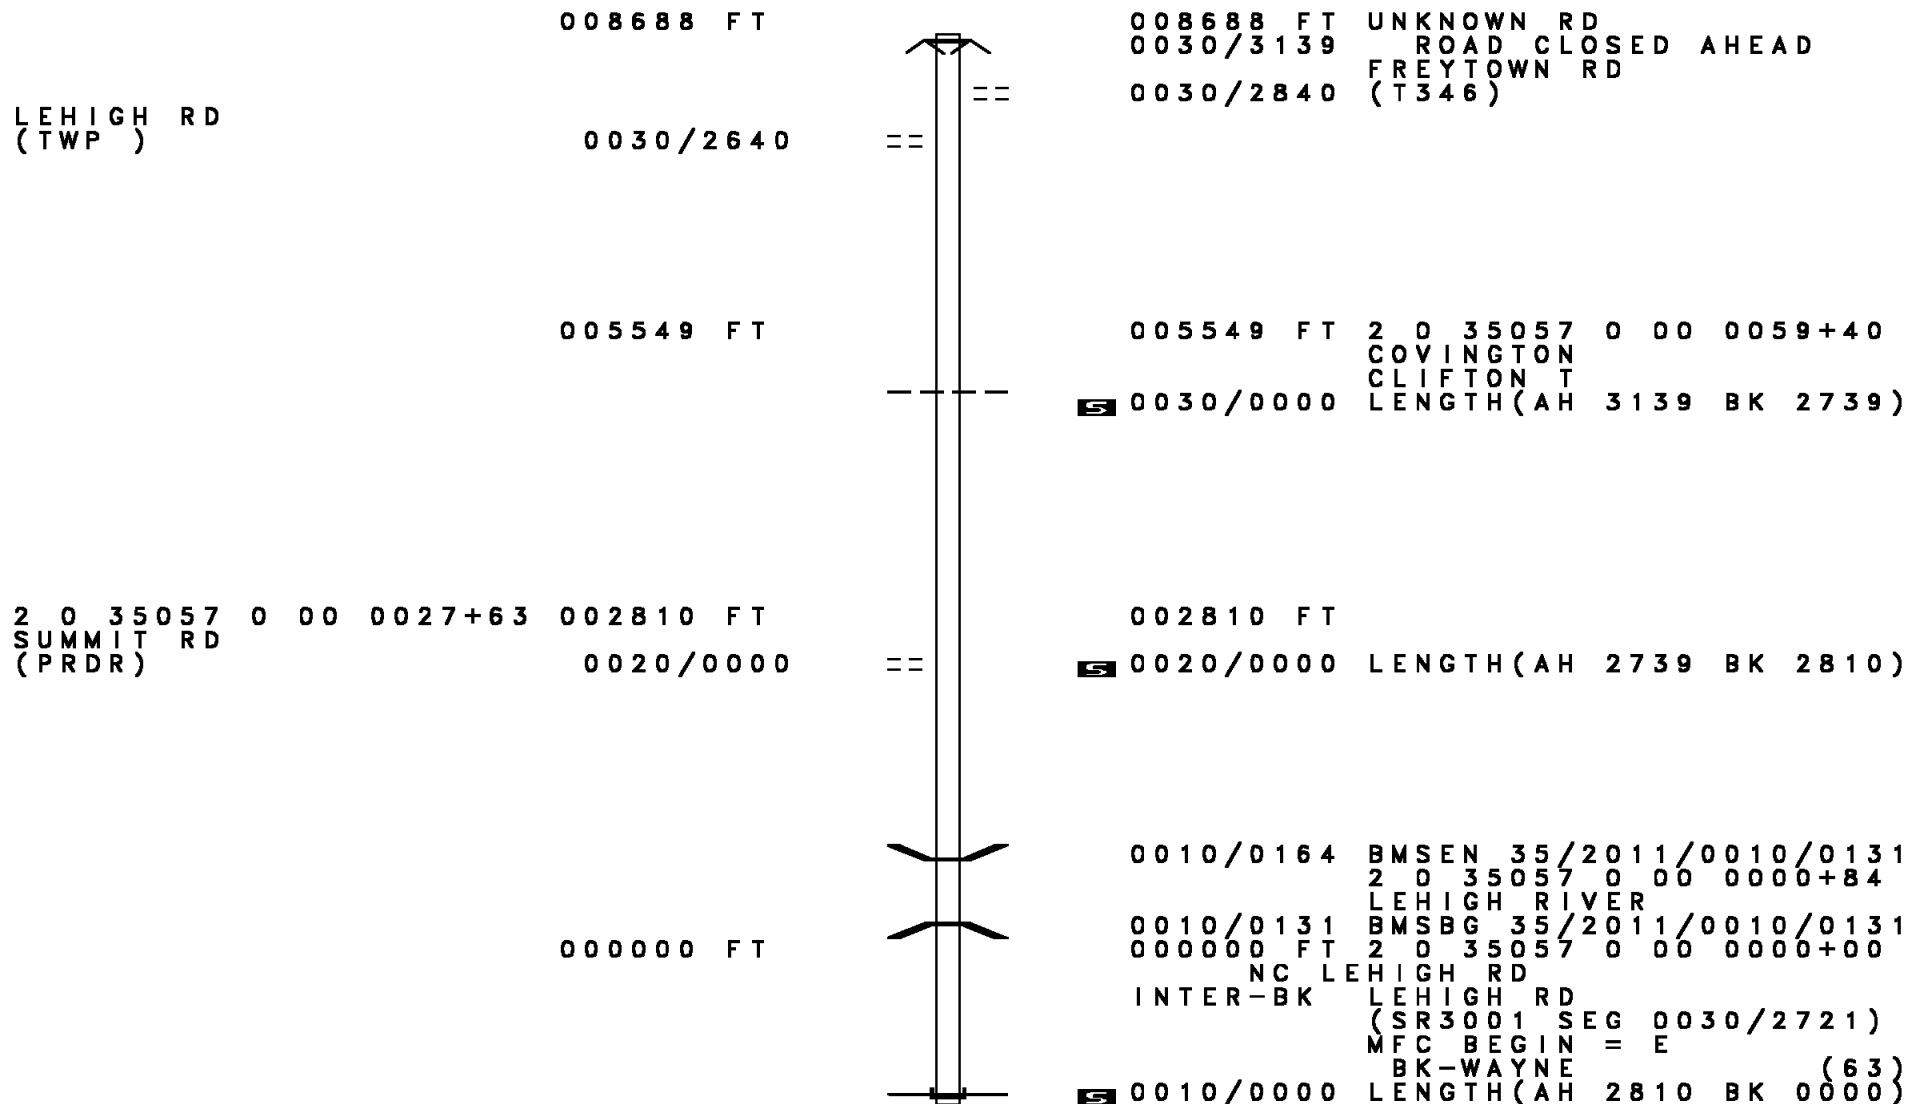 008688 FT 008688 FT UNKNOWN RD
0030/3139 ROAD CLOSED AHEAD
FREYTOWN RD
0030/2840 (T346)
LEHIGH RD
(TWP ) 0030/2640
005549 FT 005549 FT 2 0 35057 0 00 0059+40
COVINGTON
CLIFTON T
S 0030/0000 LENGTH(AH 3139 BK 2739)
2 0 35057 0 00 0027+63 002810 FT 002810 FT
SUMMIT RD
(PRDR) 0020/0000 S 0020/0000 LENGTH(AH 2739 BK 2810)
0010/0164 BMSEN 35/2011/0010/0131
2 0 35057 0 00 0000+84
LEHIGH RIVER
0010/0131 BMSBG 35/2011/0010/0131
000000 FT 000000 FT 2 0 35057 0 00 0000+00
NC LEHIGH RD
INTER-BK LEHIGH RD
(SR3001 SEG 0030/2721)
MFC BEGIN = E
BK-WAYNE (63)
S 0010/0000 LENGTH(AH 2810 BK 0000)